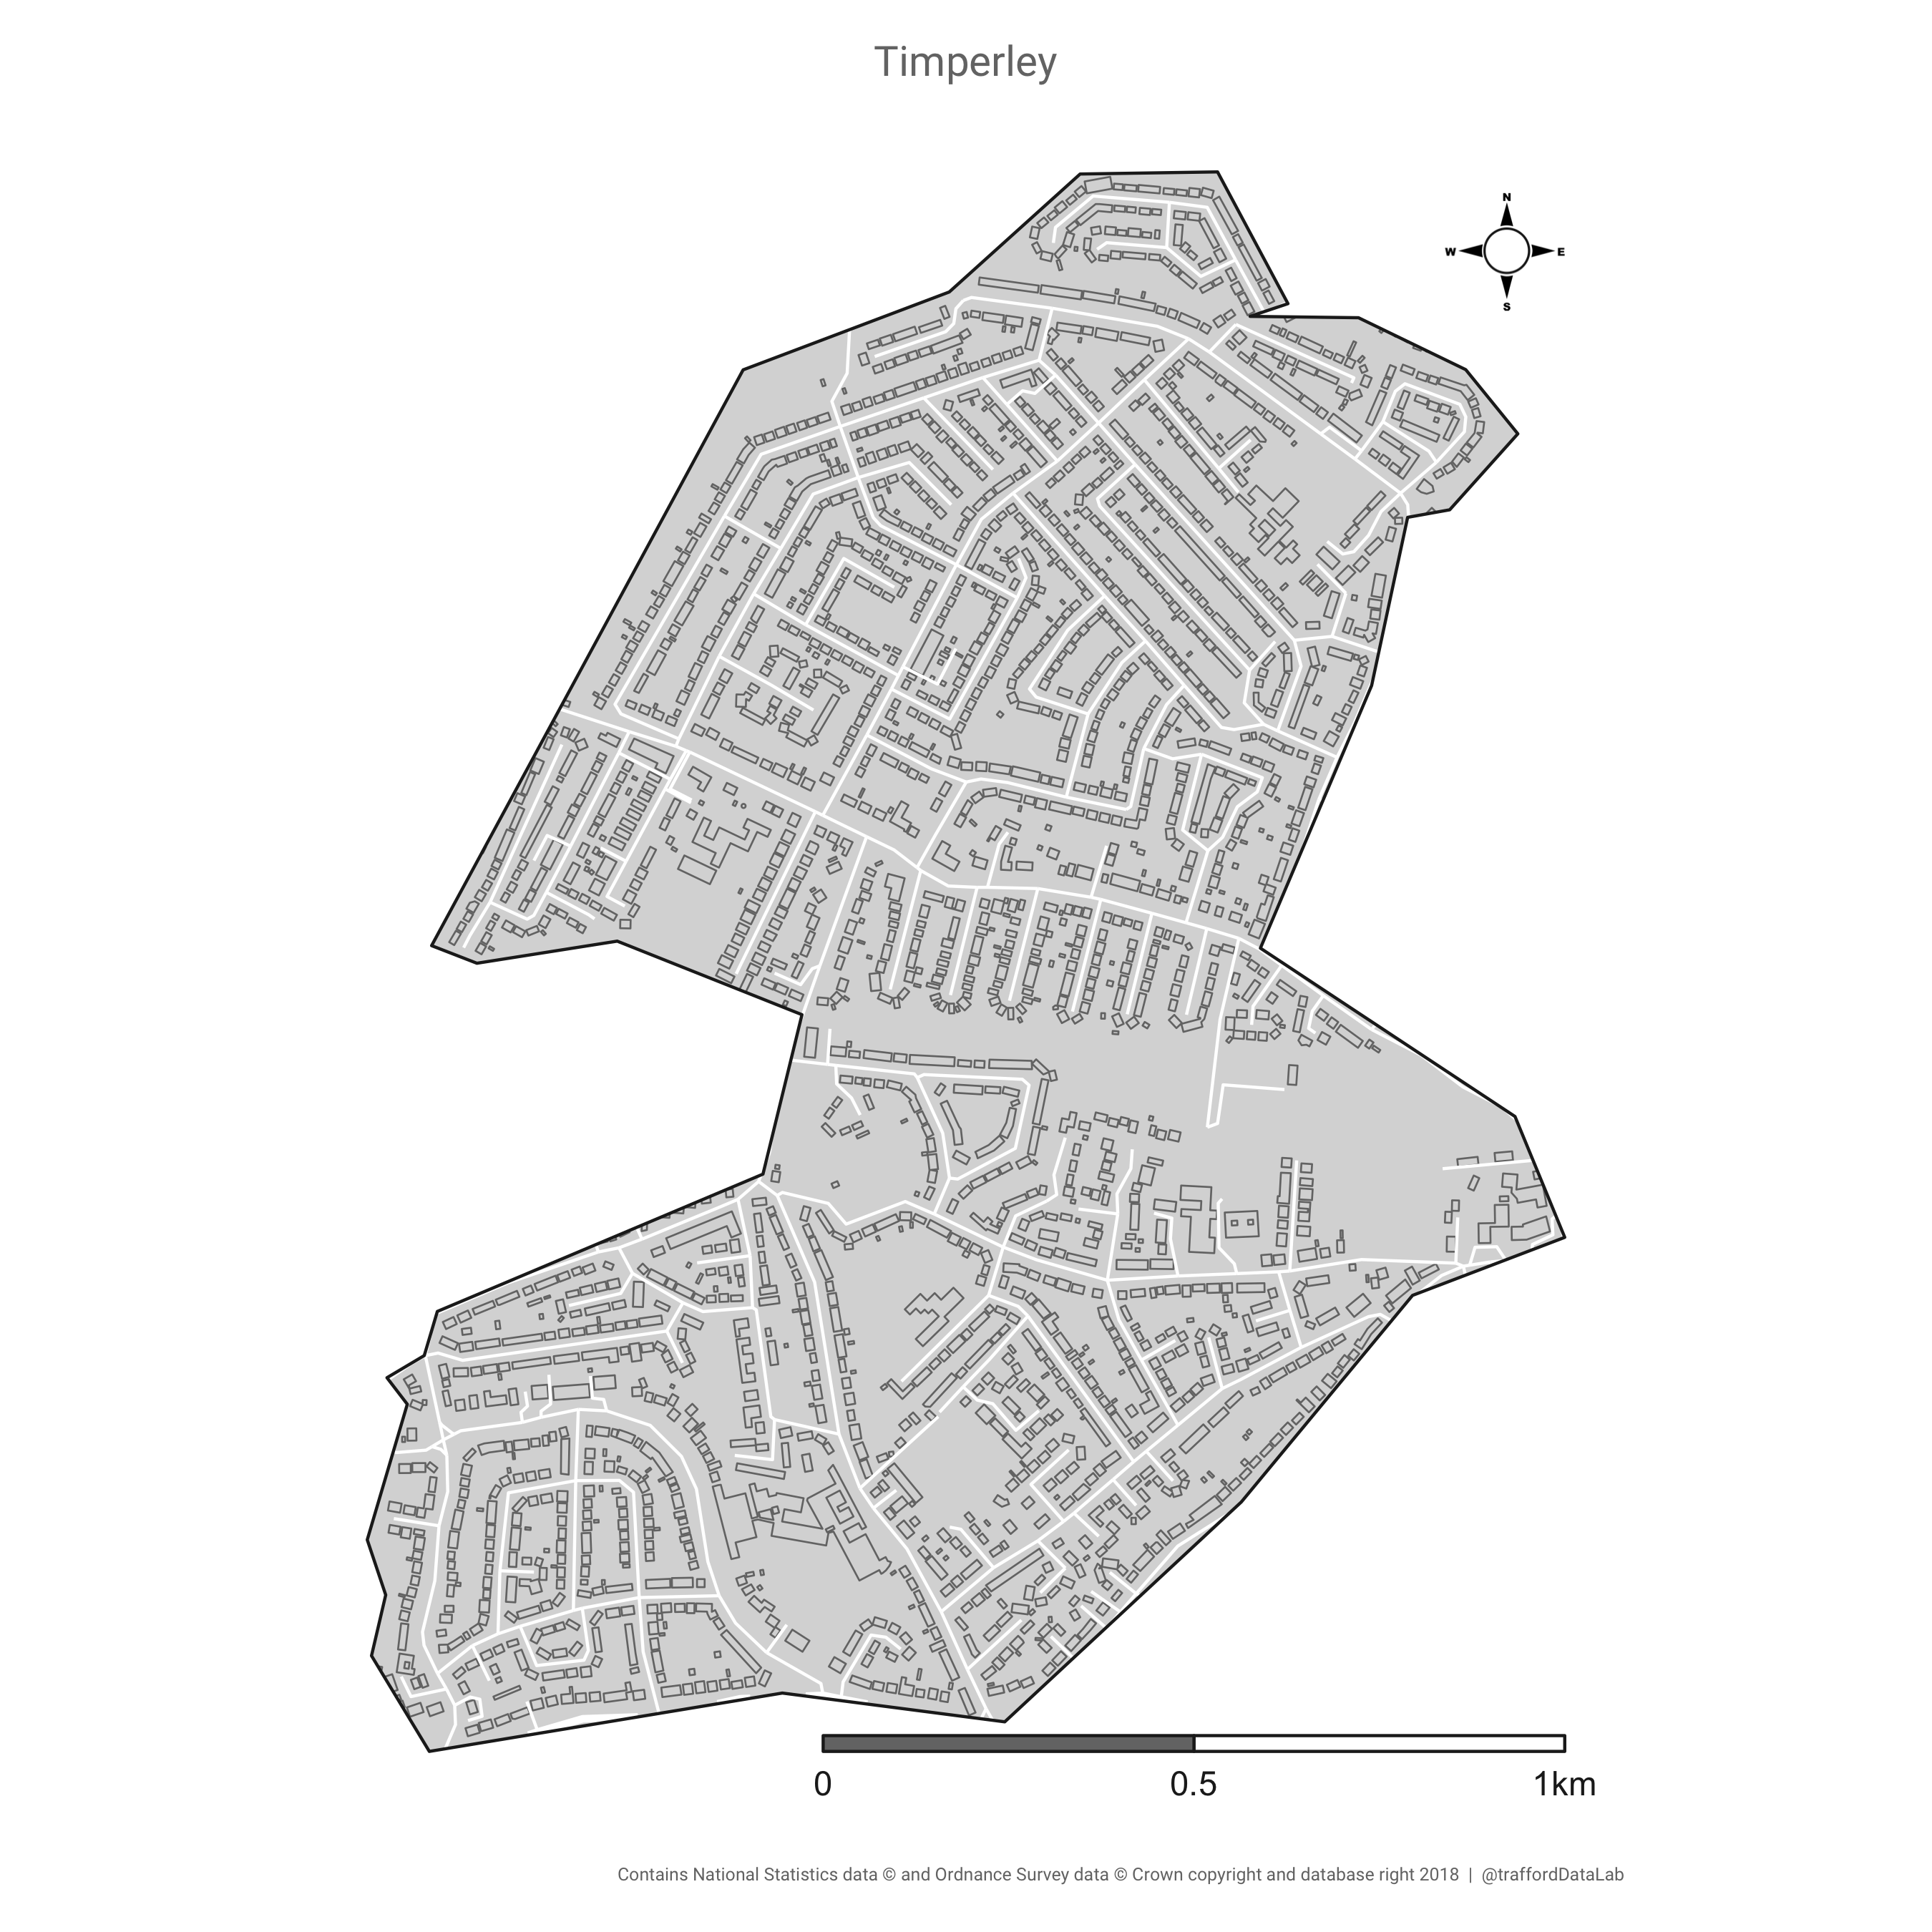 Timperley
N
W E
S
0 0.5 1km
Contains National Statistics data © and Ordnance Survey data © Crown copyright and database right 2018 | @traffordDataLab